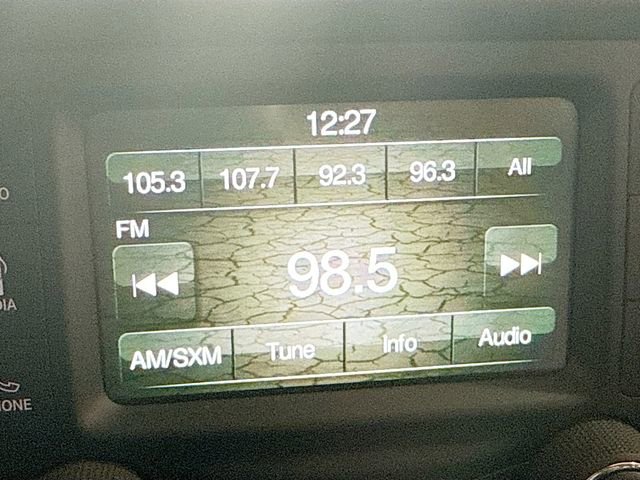 12:27
105.3 107.7 92.3 96.3 All
FM
98.5
AM/SXM Tune Info Audio